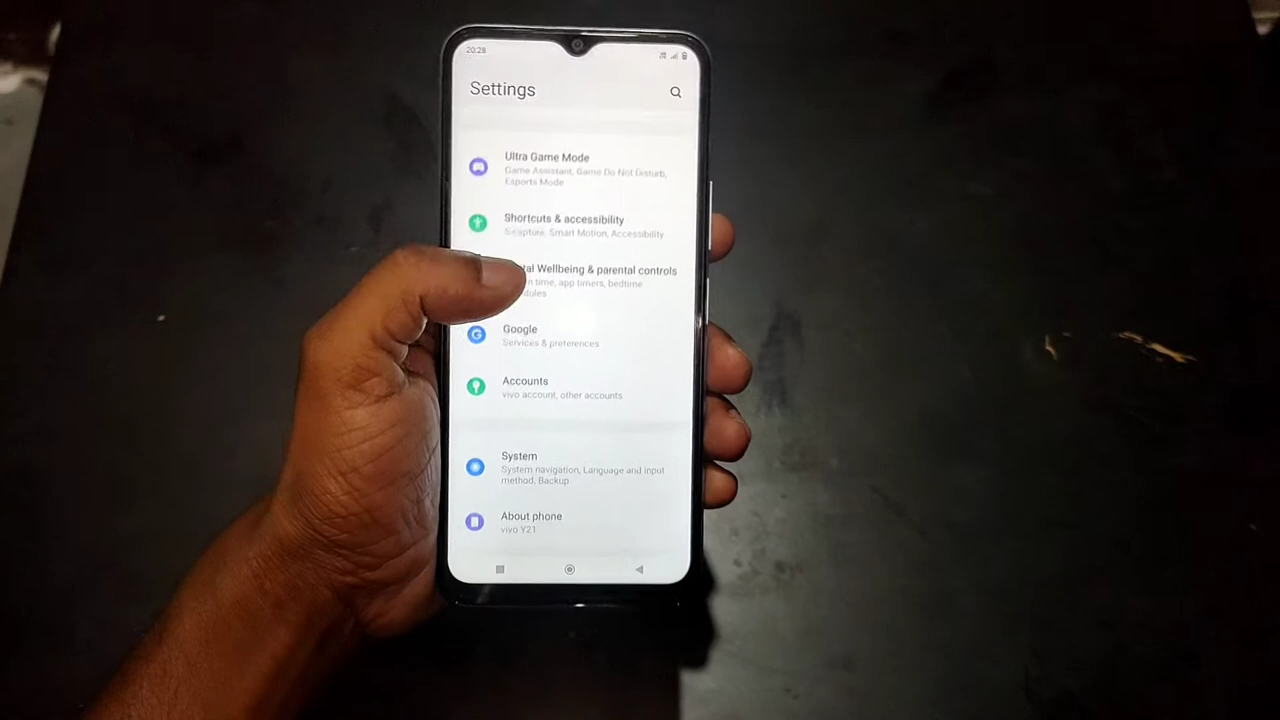 20:28
Settings
Ultra Game Mode
Game Assistant, Game Do Not Disturb,
Esports Mode
Shortcuts & accessibility
S-capture, Smart Motion, Accessibility
Wellbeing & parental controls
time, app timers, bedtime
Google
Services & preferences
Accounts
vivo account, other accounts
System
System navigation, Language and input
method, Backup
About phone
vivo Y21